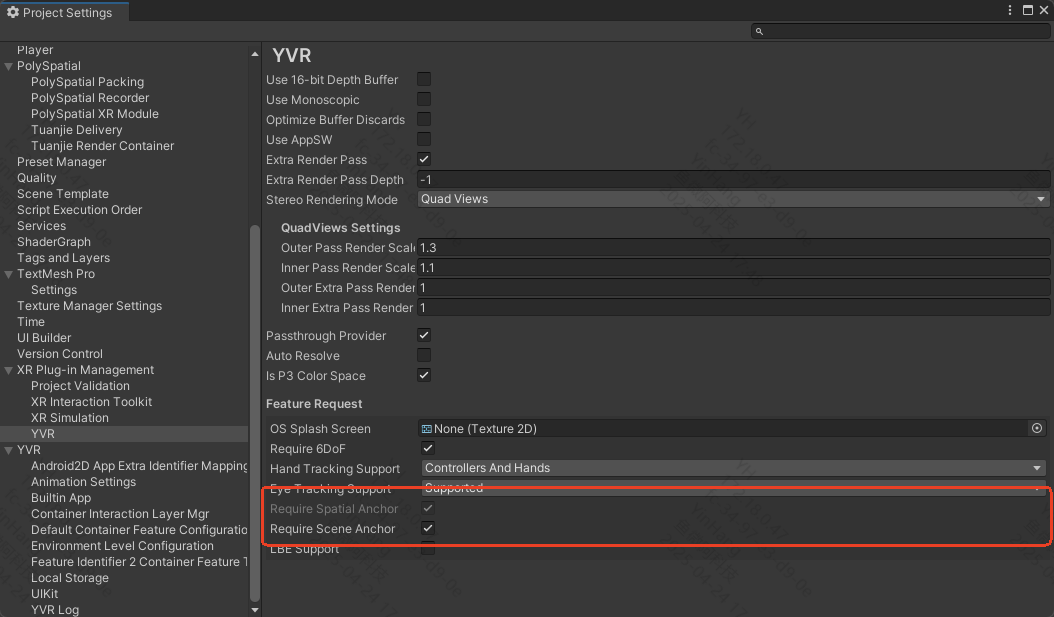 Project Settings
Player
PolySpatial
PolySpatial Packing
PolySpatial Recorder
PolySpatial XR Module
Tuanjie Delivery
Tuanjie Render Container
Preset Manager
Quality
Scene Template
Script Execution Order
Services
ShaderGraph
Tags and Layers
TextMesh Pro
Settings
Texture Manager Settings
Time
UI Builder
Version Control
XR Plug-in Management
Project Validation
XR Interaction Toolkit
XR Simulation
YVR
YVR
Android2D App Extra Identifier Mapping
Animation Settings
Builtin App
Container Interaction Layer Mgr
Default Container Feature Configuratio
Environment Level Configuration
Feature Identifier 2 Container Feature T
Local Storage
UIKit
YVR Log
YVR
Use 16-bit Depth Buffer
Use Monoscopic
Optimize Buffer Discards
Use AppSW
Extra Render Pass
Extra Render Pass Depth -1
Stereo Rendering Mode Quad Views
QuadViews Settings
Outer Pass Render Scale 1.3
Inner Pass Render Scale 1.1
Outer Extra Pass Render 1
Inner Extra Pass Render 1
Passthrough Provider
Auto Resolve
Is P3 Color Space
Feature Request
OS Splash Screen None (Texture 2D)
Require 6DoF
Hand Tracking Support Controllers And Hands
Eye Tracking Support Supported
Require Spatial Anchor
Require Scene Anchor
LBE Support